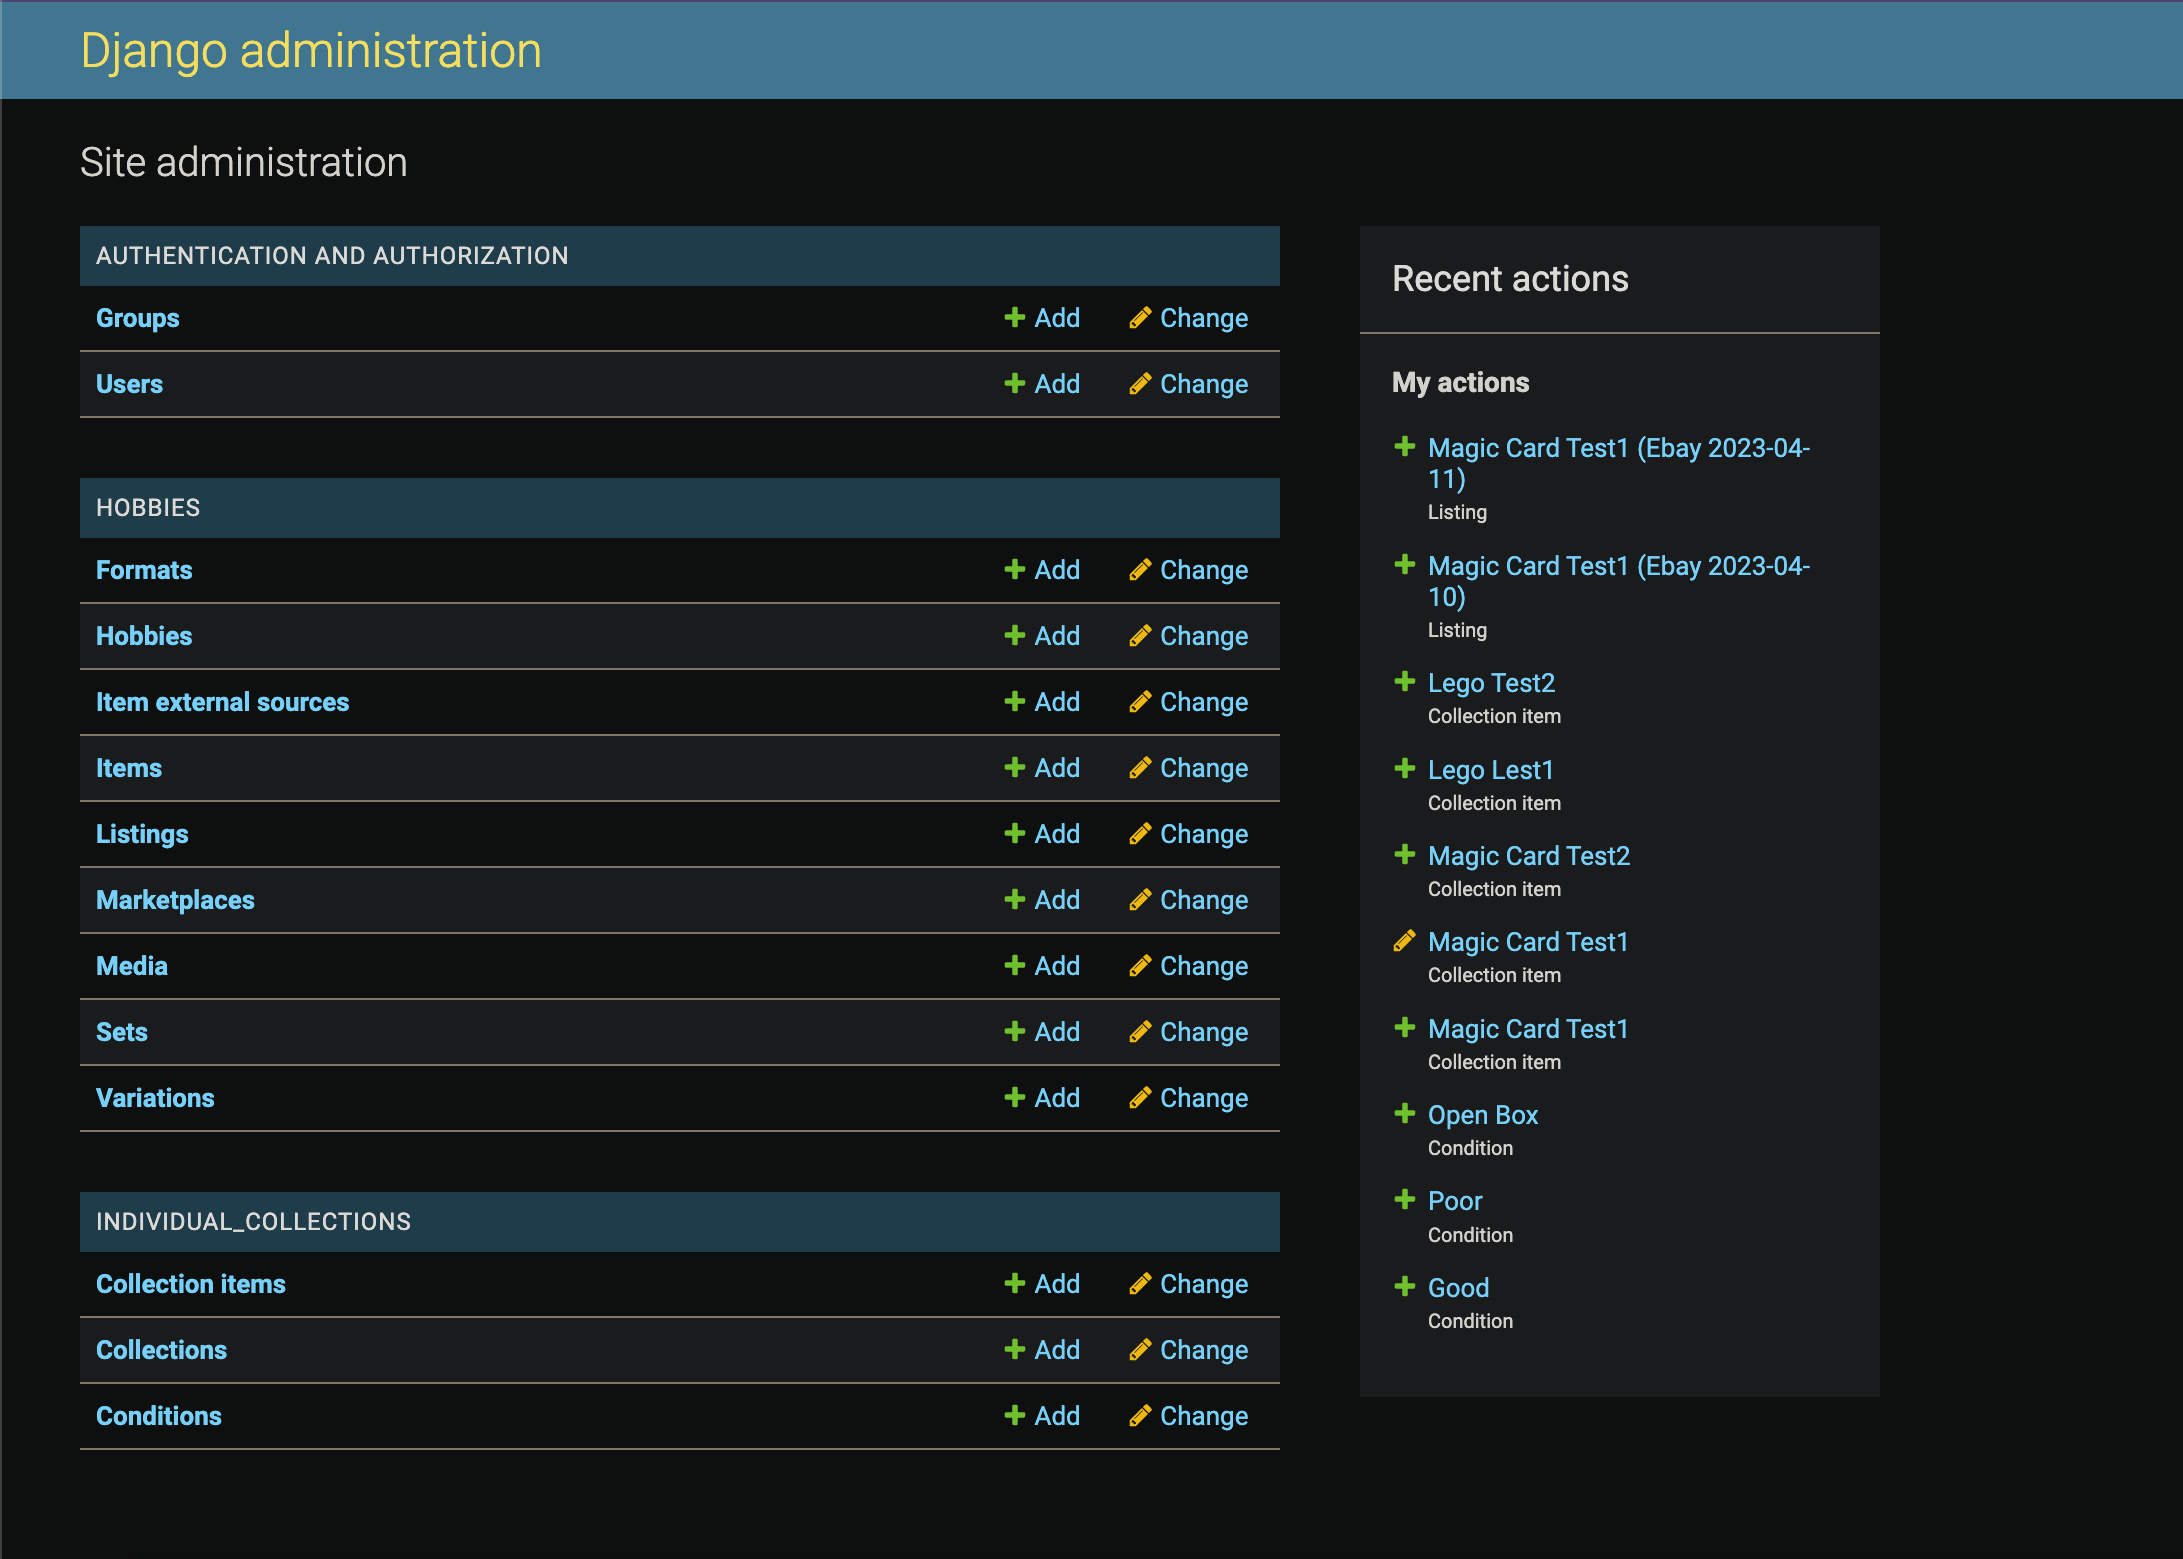 Django administration
Site administration
AUTHENTICATION AND AUTHORIZATION
Groups Add Change
Users Add Change
HOBBIES
Formats Add Change
Hobbies Add Change
Item external sources Add Change
Items Add Change
Listings Add Change
Marketplaces Add Change
Media Add Change
Sets Add Change
Variations Add Change
INDIVIDUAL_COLLECTIONS
Collection items Add Change
Collections Add Change
Conditions Add Change
Recent actions
My actions
Magic Card Test1 (Ebay 2023-04-
11)
Listing
Magic Card Test1 (Ebay 2023-04-
10)
Listing
Lego Test2
Collection item
Lego Lest1
Collection item
Magic Card Test2
Collection item
Magic Card Test1
Collection item
Magic Card Test1
Collection item
Open Box
Condition
Poor
Condition
Good
Condition